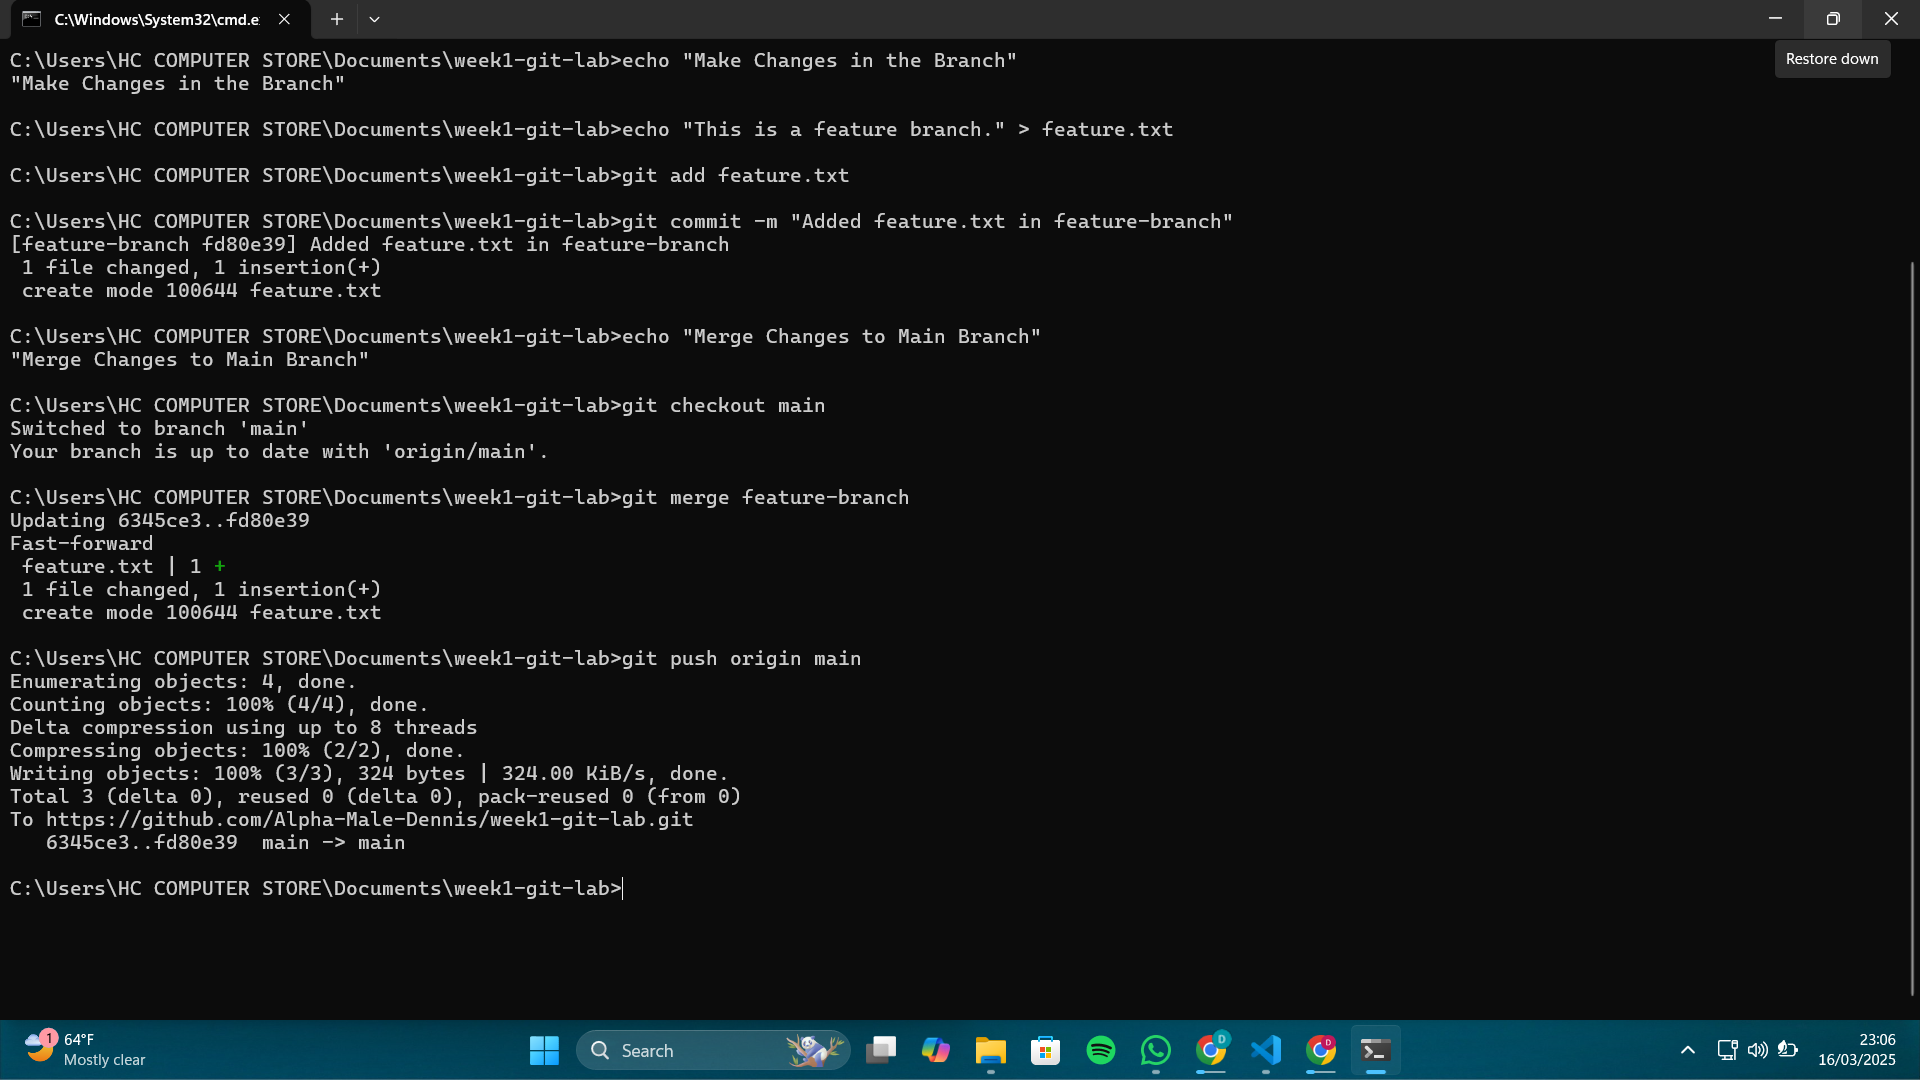 C:\Windows\System32\cmd.e
Restore down
C:\Users\HC COMPUTER STORE\Documents\week1-git-lab>echo "Make Changes in the Branch"
"Make Changes in the Branch"
C:\Users\HC COMPUTER STORE\Documents\week1-git-lab>echo "This is a feature branch." > feature.txt
C:\Users\HC COMPUTER STORE\Documents\week1-git-lab>git add feature.txt
C:\Users\HC COMPUTER STORE\Documents\week1-git-lab>git commit -m "Added feature.txt in feature-branch"
[feature-branch fd80e39] Added feature.txt in feature-branch
 1 file changed, 1 insertion(+)
 create mode 100644 feature.txt
C:\Users\HC COMPUTER STORE\Documents\week1-git-lab>echo "Merge Changes to Main Branch"
"Merge Changes to Main Branch"
C:\Users\HC COMPUTER STORE\Documents\week1-git-lab>git checkout main
Switched to branch 'main'
Your branch is up to date with 'origin/main'.
C:\Users\HC COMPUTER STORE\Documents\week1-git-lab>git merge feature-branch
Updating 6345ce3..fd80e39
Fast-forward
 feature.txt | 1 +
 1 file changed, 1 insertion(+)
 create mode 100644 feature.txt
C:\Users\HC COMPUTER STORE\Documents\week1-git-lab>git push origin main
Enumerating objects: 4, done.
Counting objects: 100% (4/4), done.
Delta compression using up to 8 threads
Compressing objects: 100% (2/2), done.
Writing objects: 100% (3/3), 324 bytes | 324.00 KiB/s, done.
Total 3 (delta 0), reused 0 (delta 0), pack-reused 0 (from 0)
To https://github.com/Alpha-Male-Dennis/week1-git-lab.git
   6345ce3..fd80e39  main -> main
C:\Users\HC COMPUTER STORE\Documents\week1-git-lab>
1
64°F
Mostly clear
Search
D
D
23:06
16/03/2025